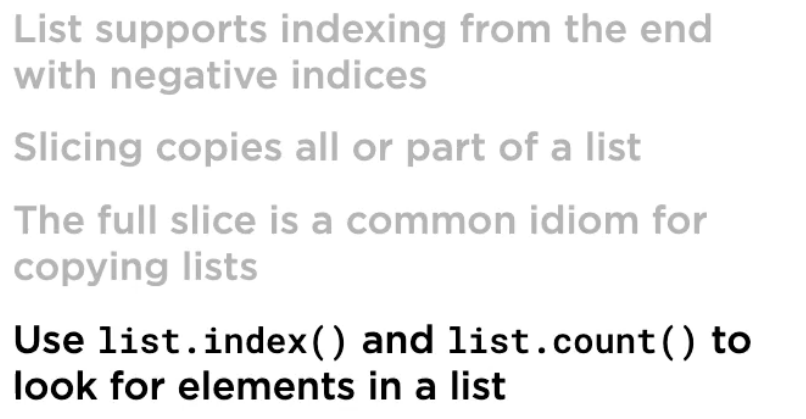 List supports indexing from the end
with negative indices
Slicing copies all or part of a list
The full slice is a common idiom for
copying lists
Use list.index() and list.count() to
look for elements in a list